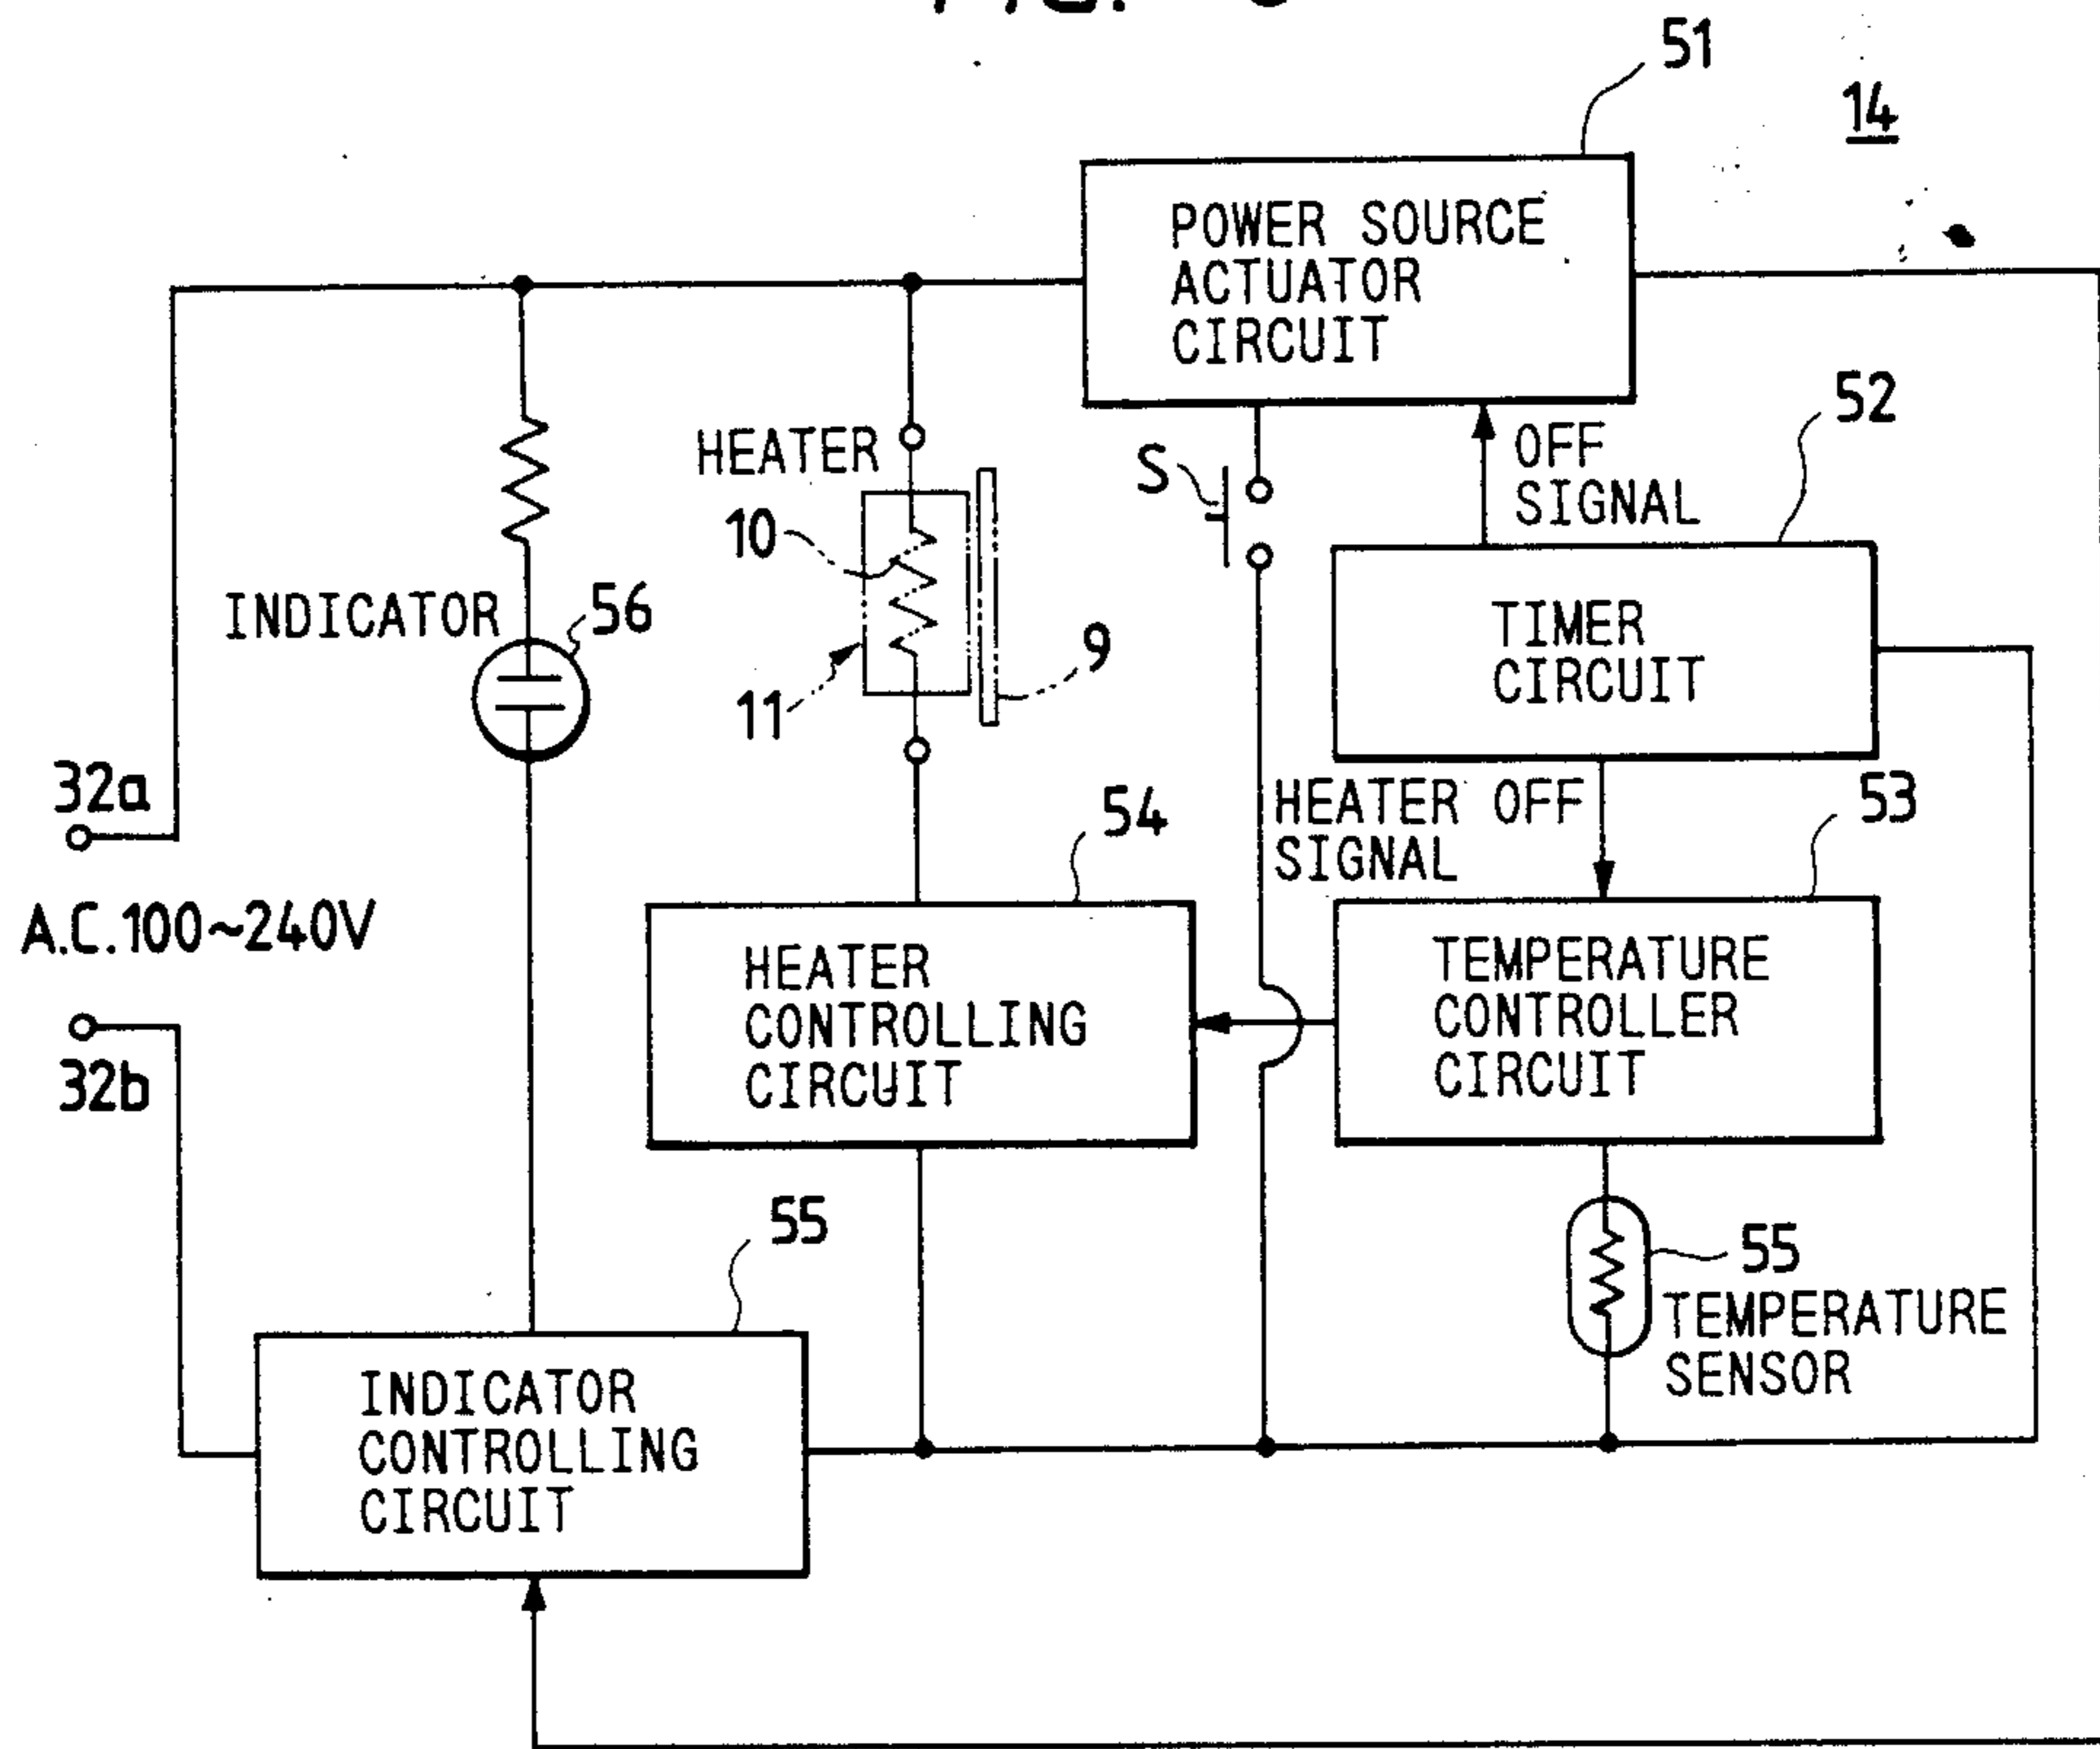 51
14
POWER SOURCE
ACTUATOR
CIRCUIT
52
HEATER
S
OFF
SIGNAL
10
INDICATOR
56
TIMER
CIRCUIT
9
11
32a
54
HEATER OFF
SIGNAL
53
A.C.100~240V
HEATER
CONTROLLING
CIRCUIT
TEMPERATURE
CONTROLLER
CIRCUIT
32b
55
55
TEMPERATURE
SENSOR
INDICATOR
CONTROLLING
CIRCUIT